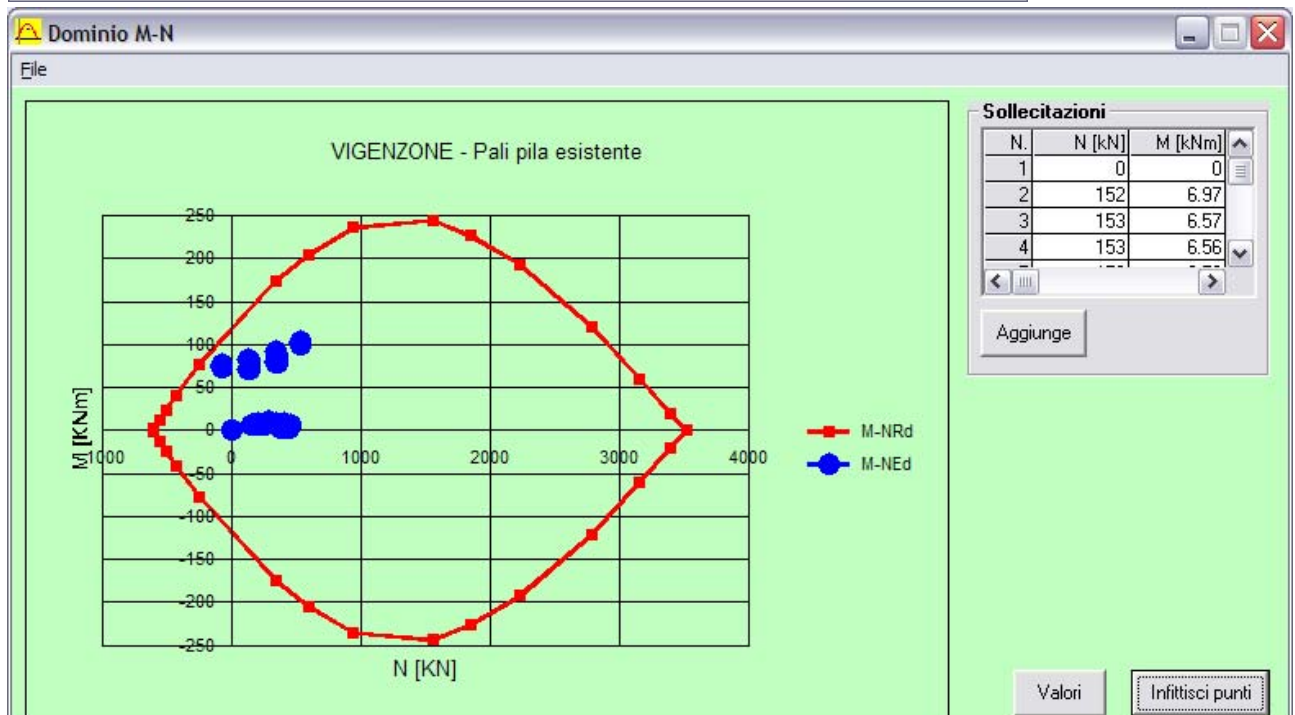 Dominio M-N
File
VIGENZONE - Pali pila esistente
250
200
150
100
50
0
-50
-100
-150
-200
-250
1000
0
1000
2000
3000
4000
M [KNm]
N [KN]
M-NRd
M-NEd
Sollecitazioni
N. N [kN] M [kNm]
1 0 0
2 152 6.97
3 153 6.57
4 153 6.56
Aggiunge
Valori
Infittisci punti